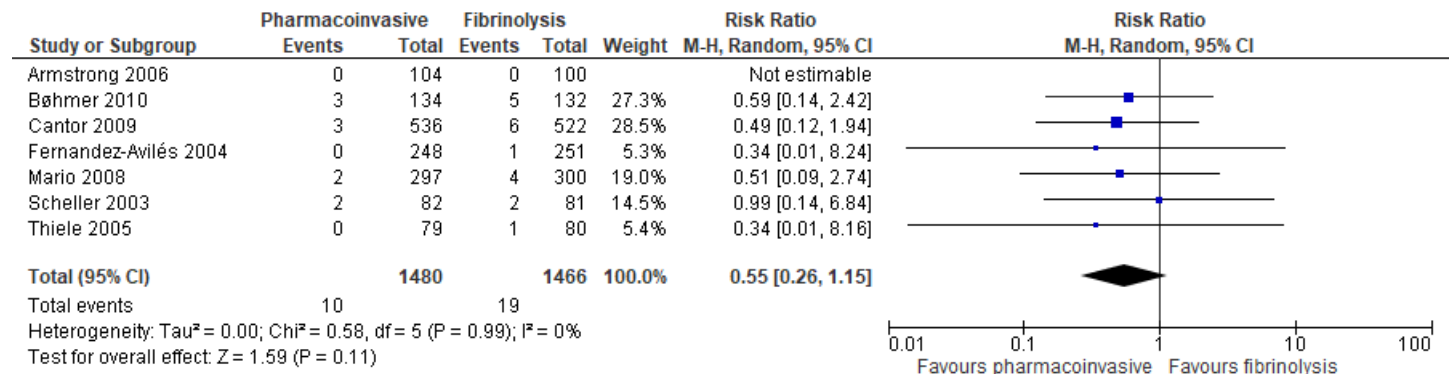 Pharmacoinvasive Fibrinolysis Risk Ratio Risk Ratio
Study or Subgroup Events Total Events Total Weight M-H, Random, 95% CI M-H, Random, 95% CI
Armstrong 2006 0 104 0 100 Not estimable
Bøhmer 2010 3 134 5 132 27.3% 0.59 [0.14, 2.42]
Cantor 2009 3 536 6 522 28.5% 0.49 [0.12, 1.94]
Fernandez-Avilés 2004 0 248 1 251 5.3% 0.34 [0.01, 8.24]
Mario 2008 2 297 4 300 19.0% 0.51 [0.09, 2.74]
Scheller 2003 2 82 2 81 14.5% 0.99 [0.14, 6.84]
Thiele 2005 0 79 1 80 5.4% 0.34 [0.01, 8.16]
Total (95% CI) 1480 1466 100.0% 0.55 [0.26, 1.15]
Total events 10 19
Heterogeneity: Tau² = 0.00; Chi² = 0.58, df = 5 (P = 0.99); I² = 0%
Test for overall effect: Z = 1.59 (P = 0.11)
0.01 0.1 1 10 100
Favours pharmacoinvasive Favours fibrinolysis